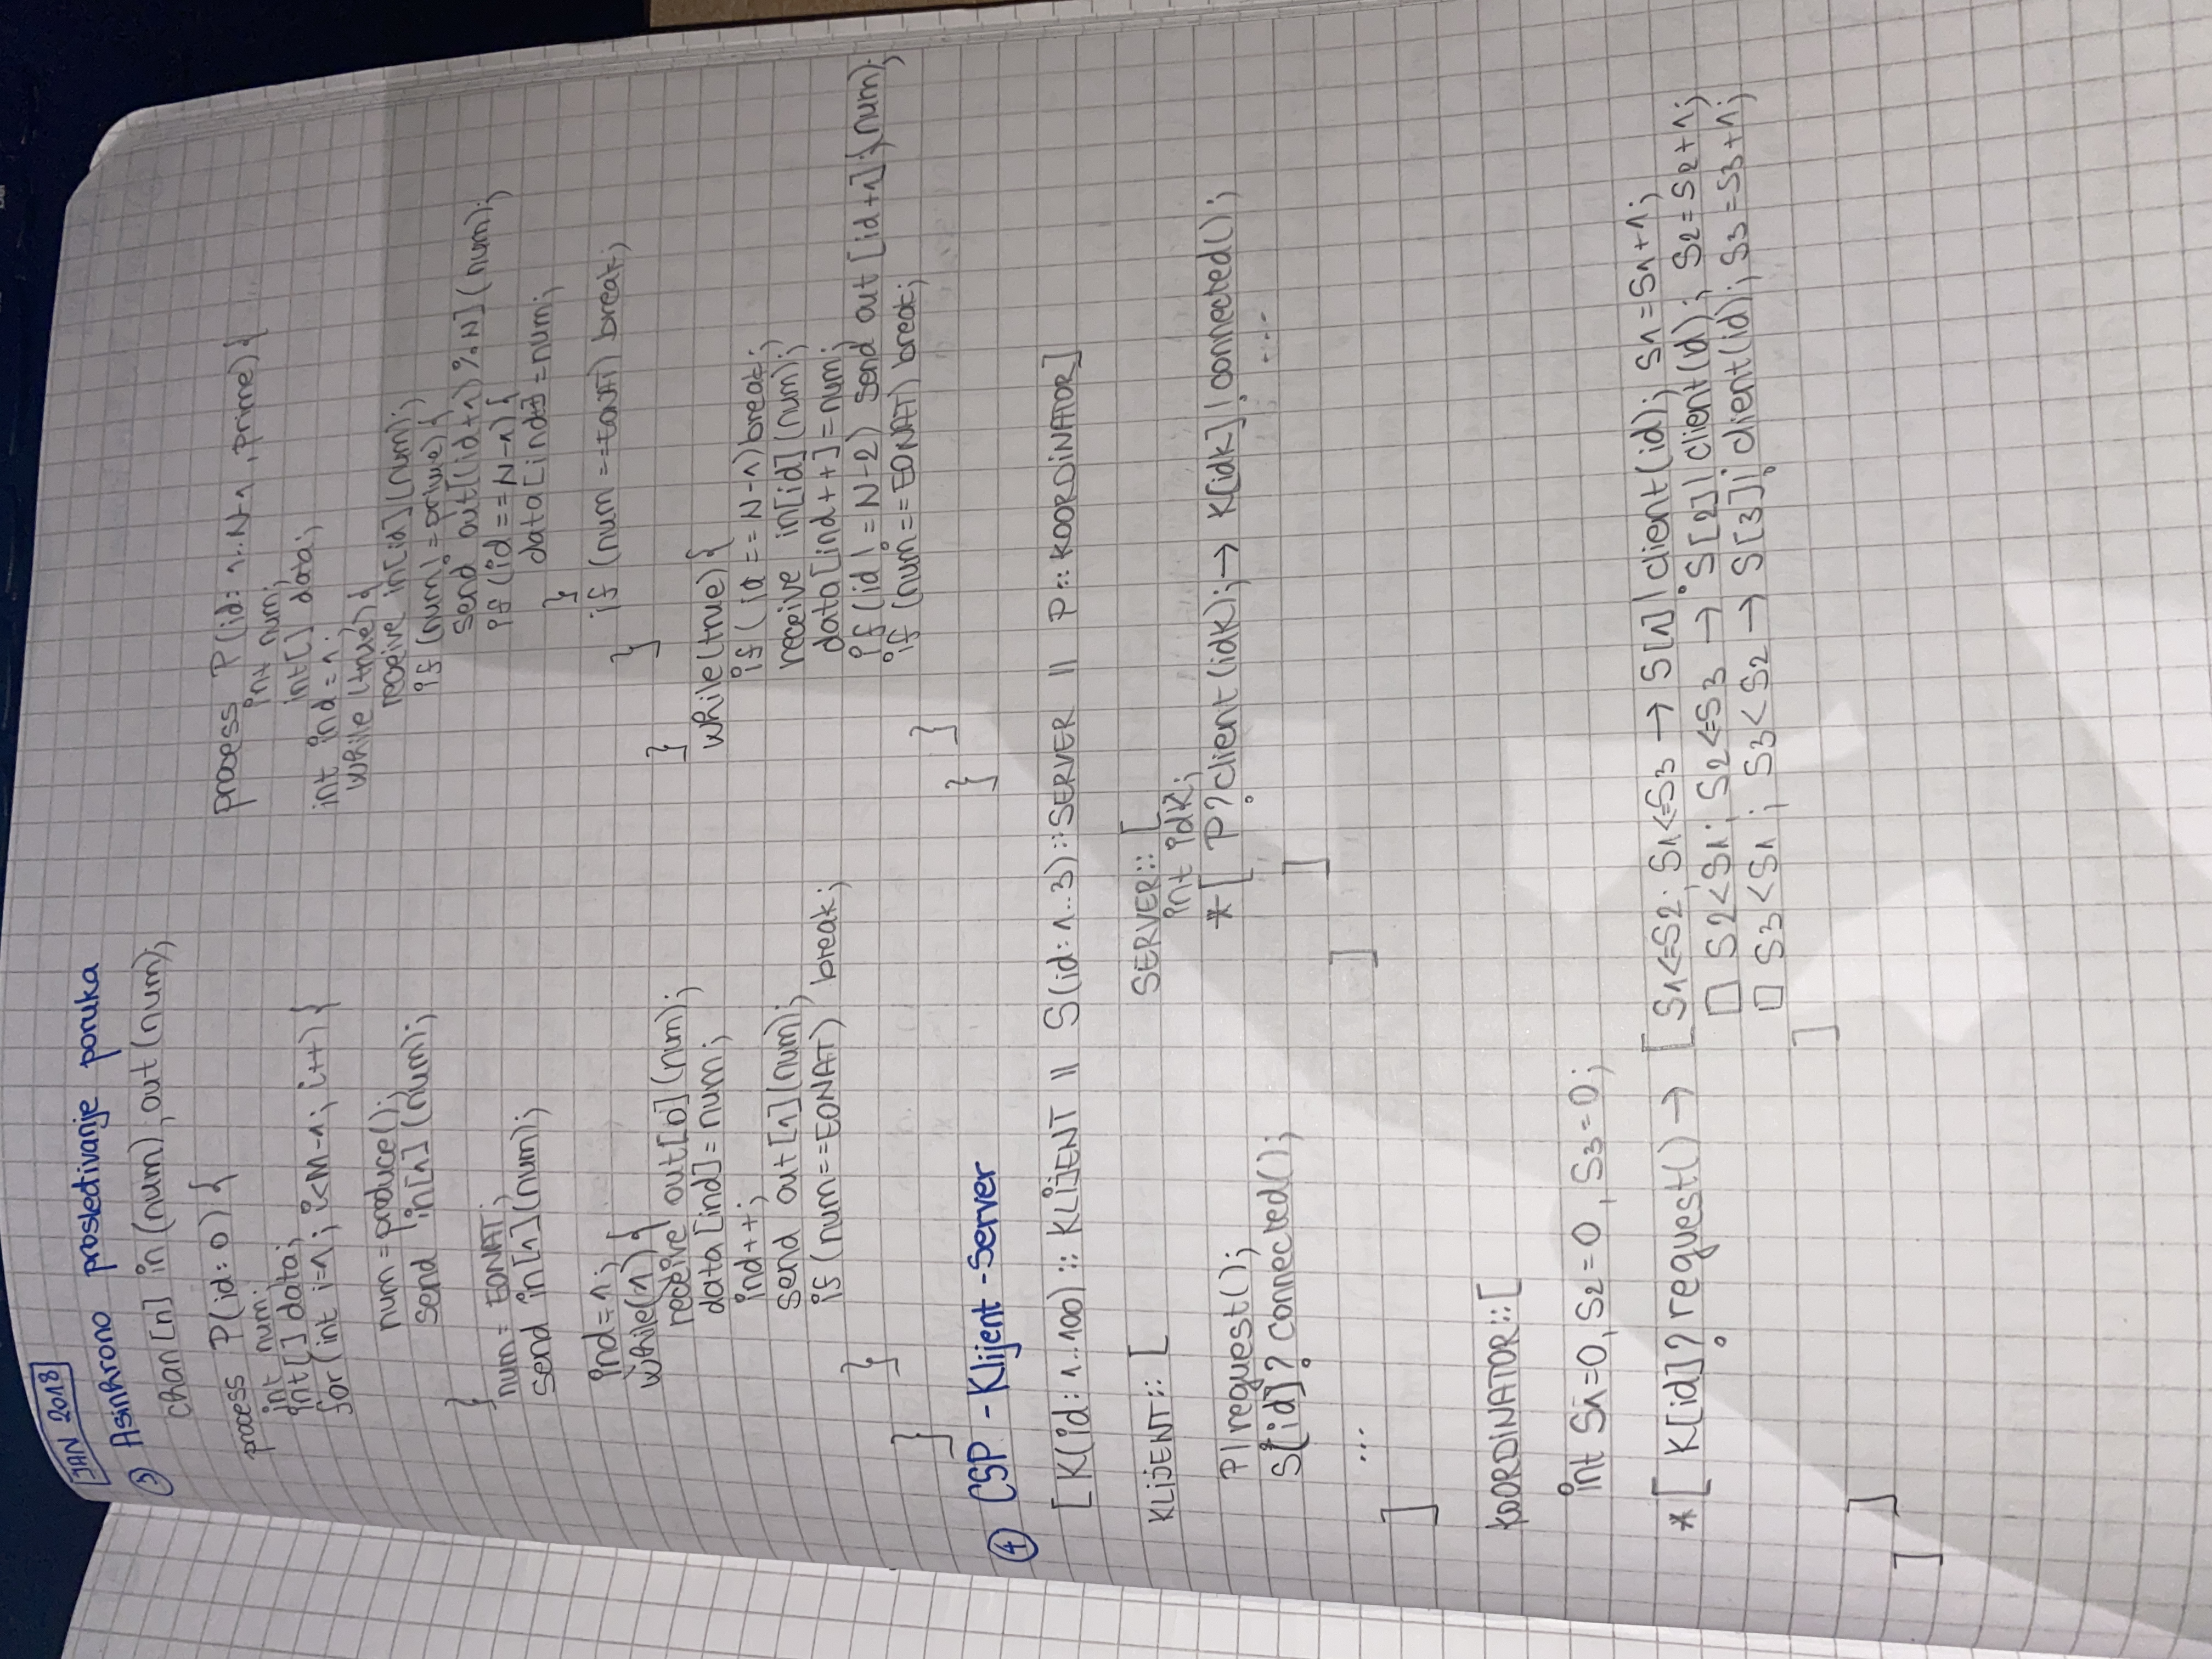 JAN 2018
③ Asinhrono prosleđivanje poruka
chan[n] in(num), out(num);
process P(id: 0) {
int num;
int[] data;
for(int i=1; i<M-1; i++) {
num = produce();
send in[1](num);
}
num = EONAT;
send in[1](num);
ind=1;
while(1) {
receive out[0](num);
data[ind] = num;
ind++;
send out[1](num);
if(num==EONAT) break;
}
}
process P(id: 1..N-1, prime) {
int num;
int[] data;
int ind = 1;
while(true) {
receive in[id](num);
if(num!=prime) {
send out[(id+1)%N](num);
if(id==N-1) {
data[ind++]=num;
}
if(num==EONAT) break;
}
}
while(true) {
if(id==N-1) break;
receive in[id](num);
data[ind++]=num;
if(id!=N-2) send out[id+1](num);
if(num==EONAT) break;
}
}
④ CSP - Klijent - Server
[K(id: 1..100) :: KLIJENT || S(id: 1..3) :: SERVER || P :: KOORDINATOR]
KLIJENT:: [
P!request();
S[id]?connected();
...
]
SERVER:: [
int idk;
*[ P?client(idk); → K[idk]!connected();
...
]
]
KOORDINATOR::[
int S1=0, S2=0, S3=0;
*[ K[id]?request() → [S1<=S2; S1<=S3 → S[1]!client(id); S1=S1+1;
□ S2<S1; S2<=S3 → S[2]!client(id); S2=S2+1;
□ S3<S1; S3<S2 → S[3]!client(id); S3=S3+1;
]
]
]